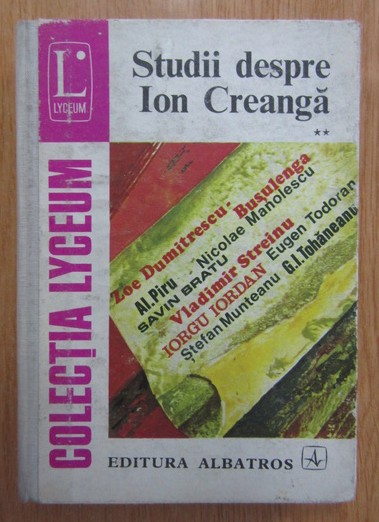 L
LYCEUM
Studii despre
Ion Creangă
**
COLECȚIA LYCEUM
Zoe Dumitrescu-
Bușulenga
Al. Piru
Nicolae Manolescu
SAVIN BRATU
Vladimir Streinu
IORGU IORDAN
Eugen Todoran
Ștefan Munteanu
G.I. Tohăneanu
EDITURA ALBATROS